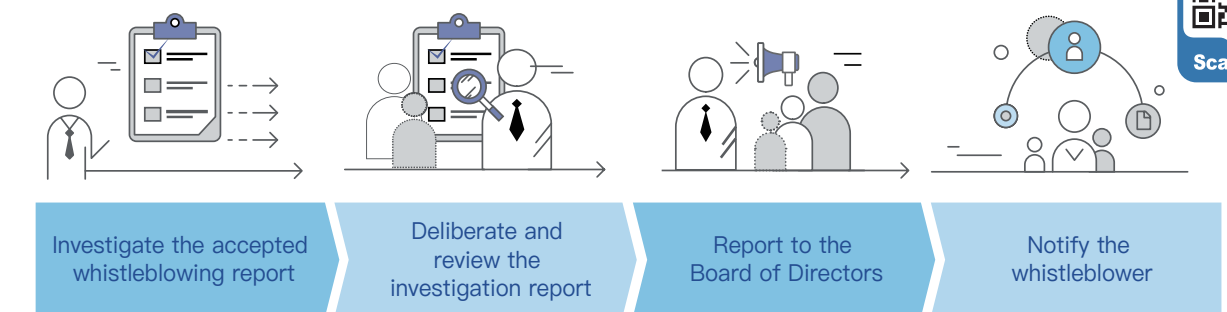 Investigate the accepted
whistleblowing report
Deliberate and
review the
investigation report
Report to the
Board of Directors
Notify the
whistleblower